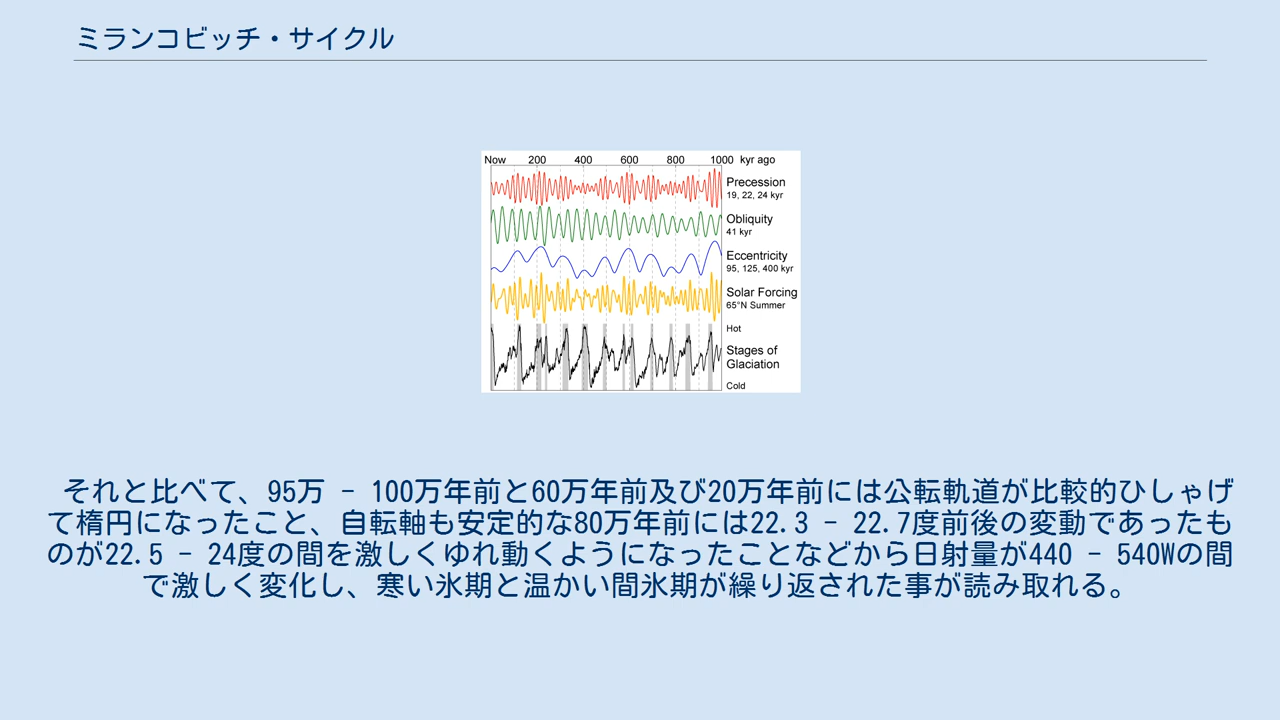 ミランコビッチ・サイクル
Now 200 400 600 800 1000 kyr ago
Precession
19, 22, 24 kyr
Obliquity
41 kyr
Eccentricity
95, 125, 400 kyr
Solar Forcing
65°N Summer
Hot
Stages of
Glaciation
Cold
それと比べて、95万 - 100万年前と60万年前及び20万年前には公転軌道が比較的ひしゃげ
て楕円になったこと、自転軸も安定的な80万年前には22.3 - 22.7度前後の変動であったも
のが22.5 - 24度の間を激しくゆれ動くようになったことなどから日射量が440 - 540Wの間
で激しく変化し、寒い氷期と温かい間氷期が繰り返された事が読み取れる。